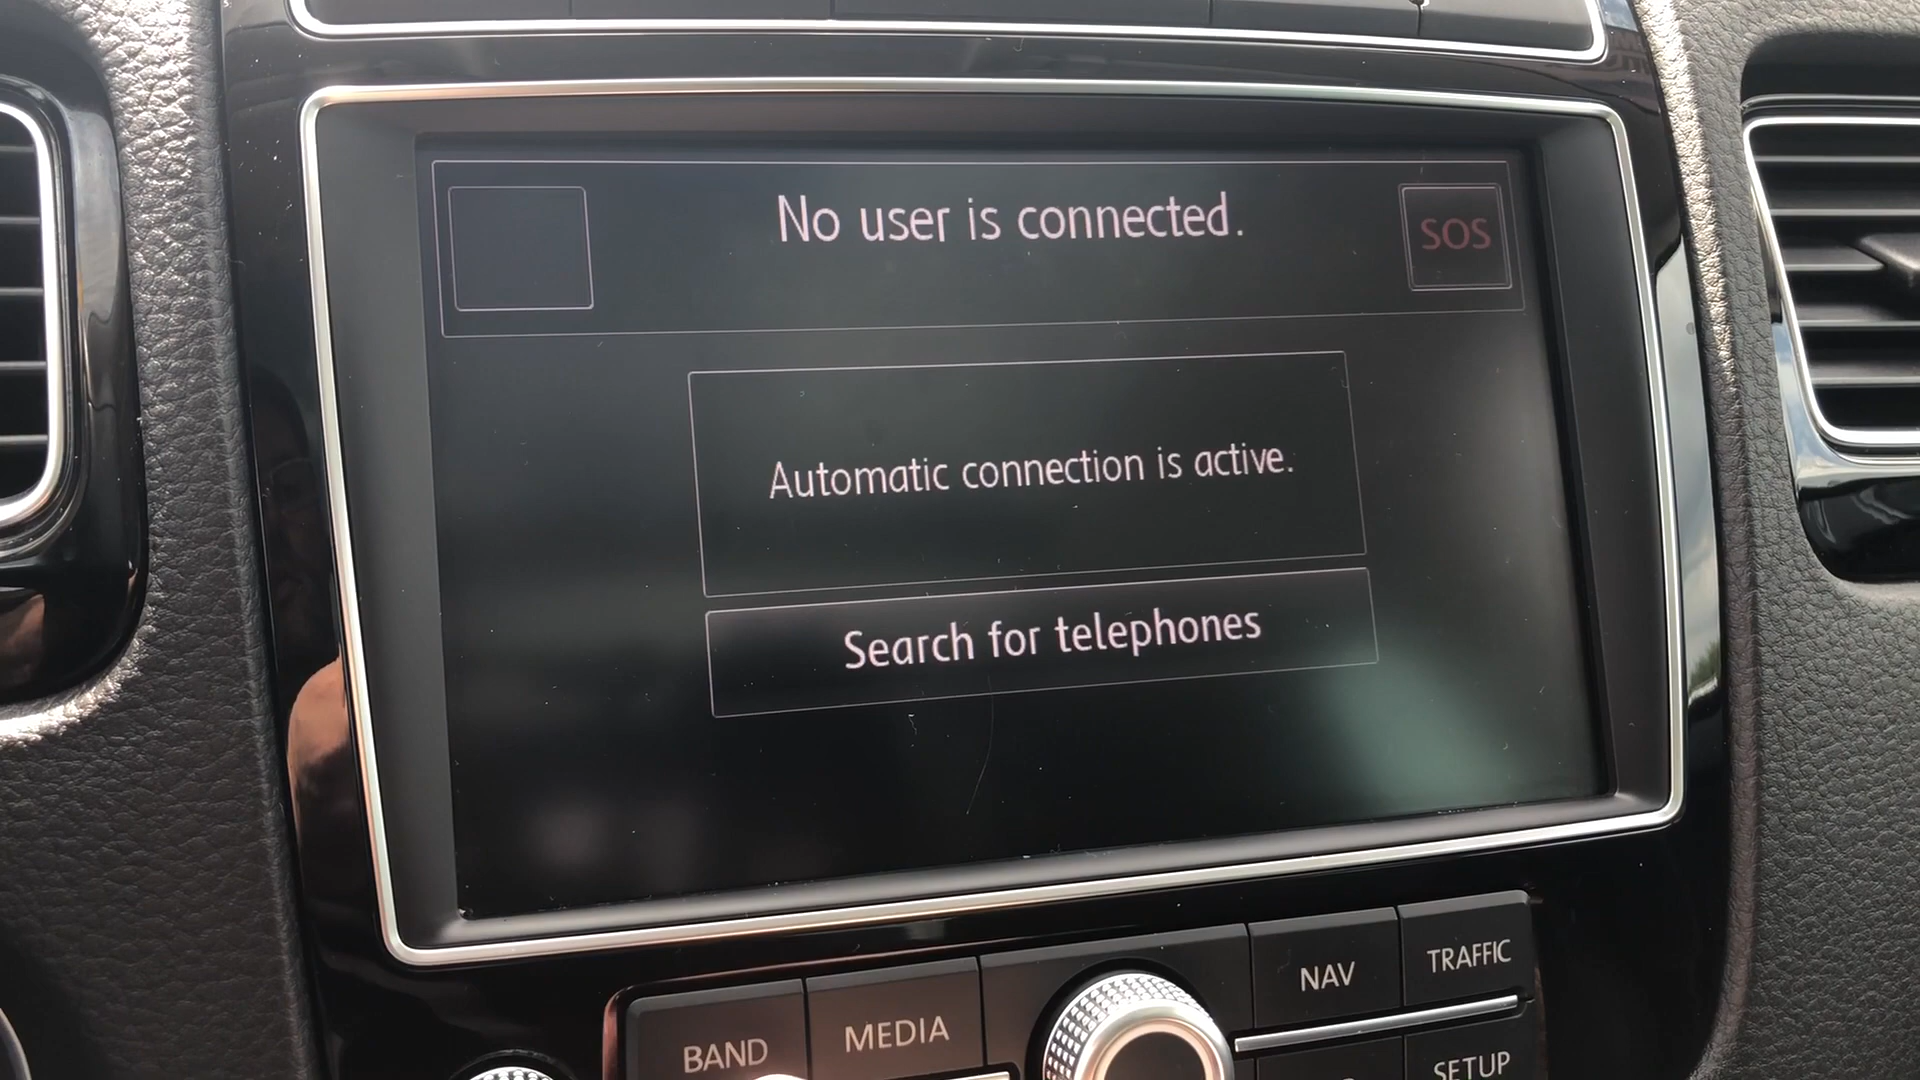 No user is connected.
SOS
Automatic connection is active.
Search for telephones
NAV
TRAFFIC
BAND
MEDIA
SETUP